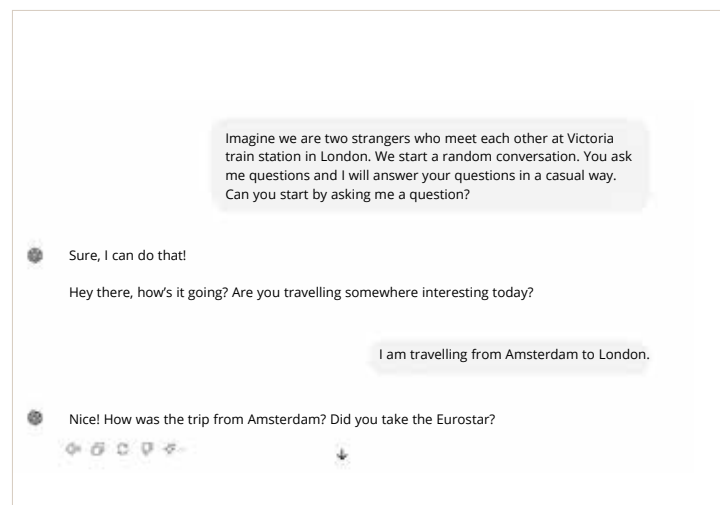 Imagine we are two strangers who meet each other at Victoria
train station in London. We start a random conversation. You ask
me questions and I will answer your questions in a casual way.
Can you start by asking me a question?
Sure, I can do that!
Hey there, how's it going? Are you travelling somewhere interesting today?
I am travelling from Amsterdam to London.
Nice! How was the trip from Amsterdam? Did you take the Eurostar?